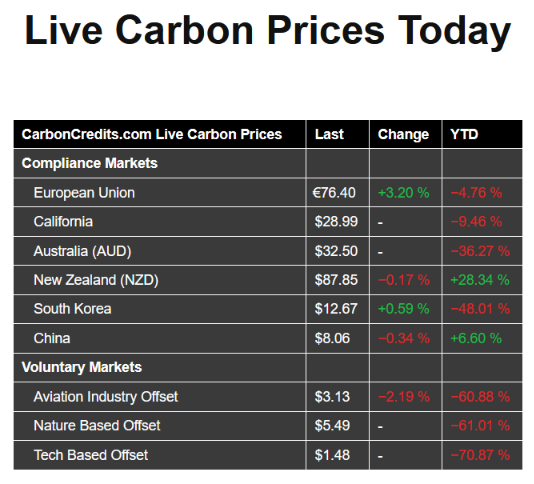 Live Carbon Prices Today
CarbonCredits.com Live Carbon Prices Last Change YTD
Compliance Markets
European Union €76.40 +3.20 % −4.76 %
California $28.99 - −9.46 %
Australia (AUD) $32.50 - −36.27 %
New Zealand (NZD) $87.85 −0.17 % +28.34 %
South Korea $12.67 +0.59 % −48.01 %
China $8.06 −0.34 % +6.60 %
Voluntary Markets
Aviation Industry Offset $3.13 −2.19 % −60.88 %
Nature Based Offset $5.49 - −61.01 %
Tech Based Offset $1.48 - −70.87 %